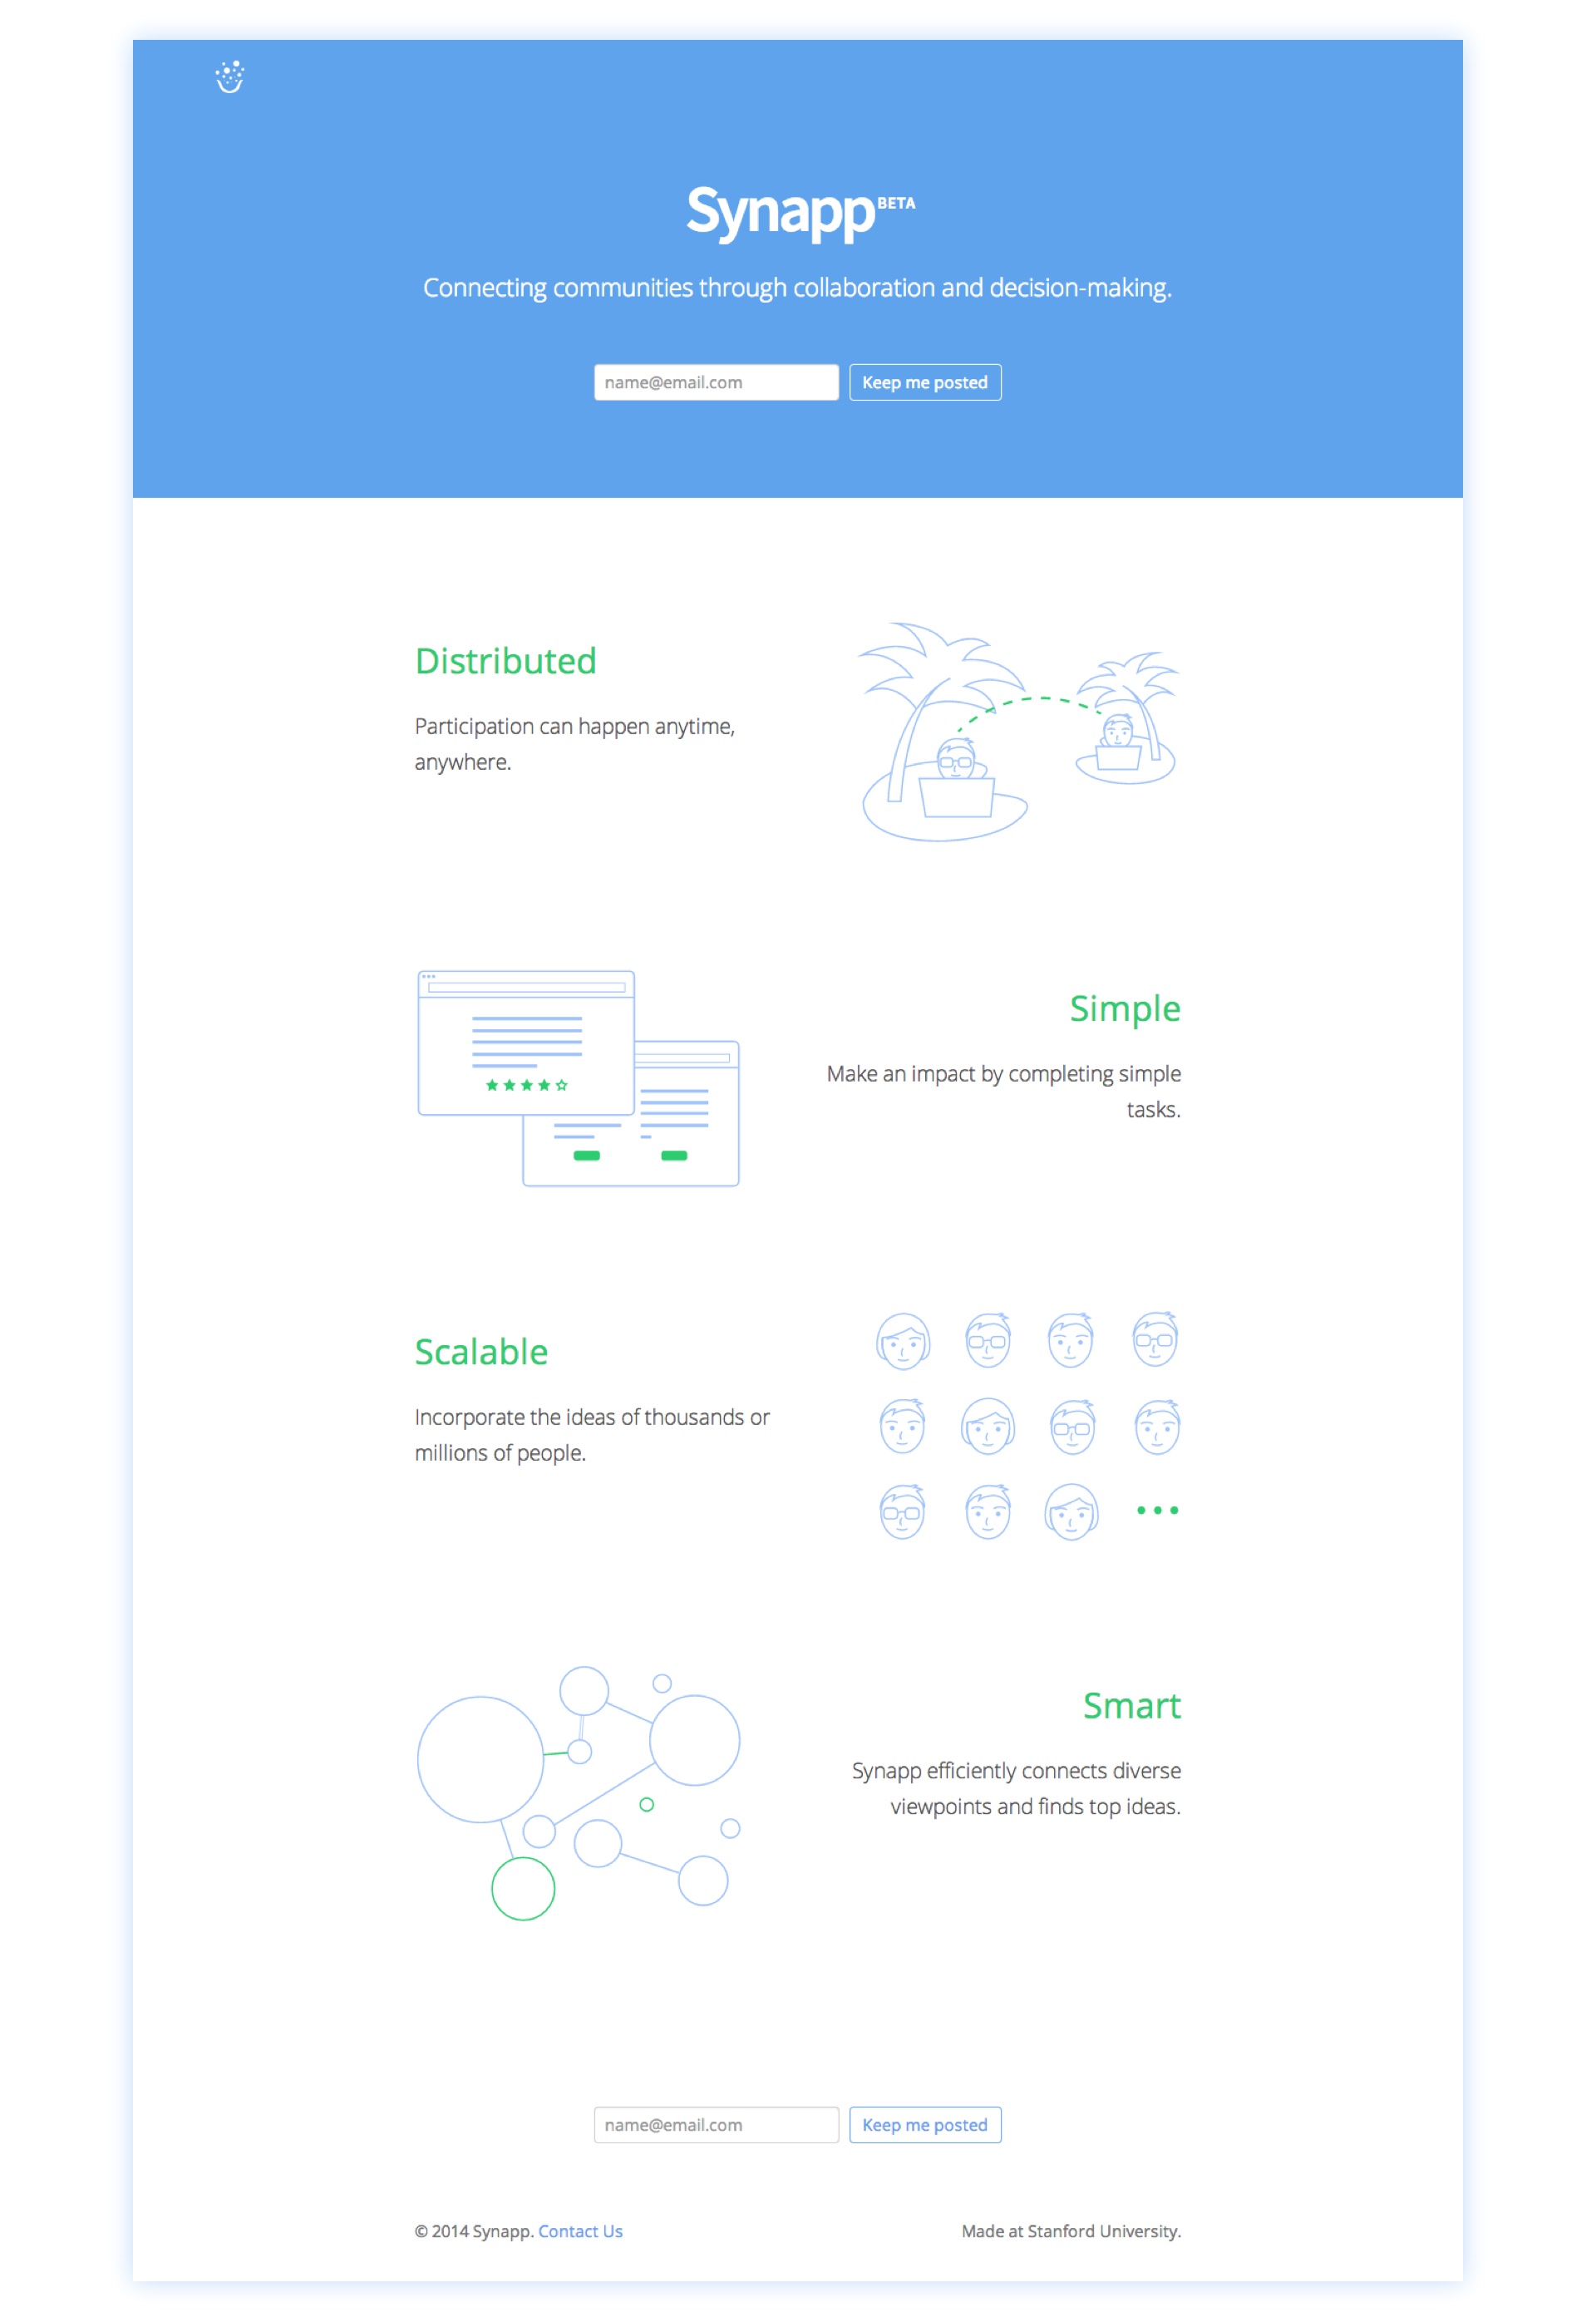 Synapp BETA
Connecting communities through collaboration and decision-making.
name@email.com Keep me posted
Distributed
Participation can happen anytime,
anywhere.
Simple
Make an impact by completing simple
tasks.
Scalable
Incorporate the ideas of thousands or
millions of people.
Smart
Synapp efficiently connects diverse
viewpoints and finds top ideas.
name@email.com Keep me posted
© 2014 Synapp. Contact Us
Made at Stanford University.